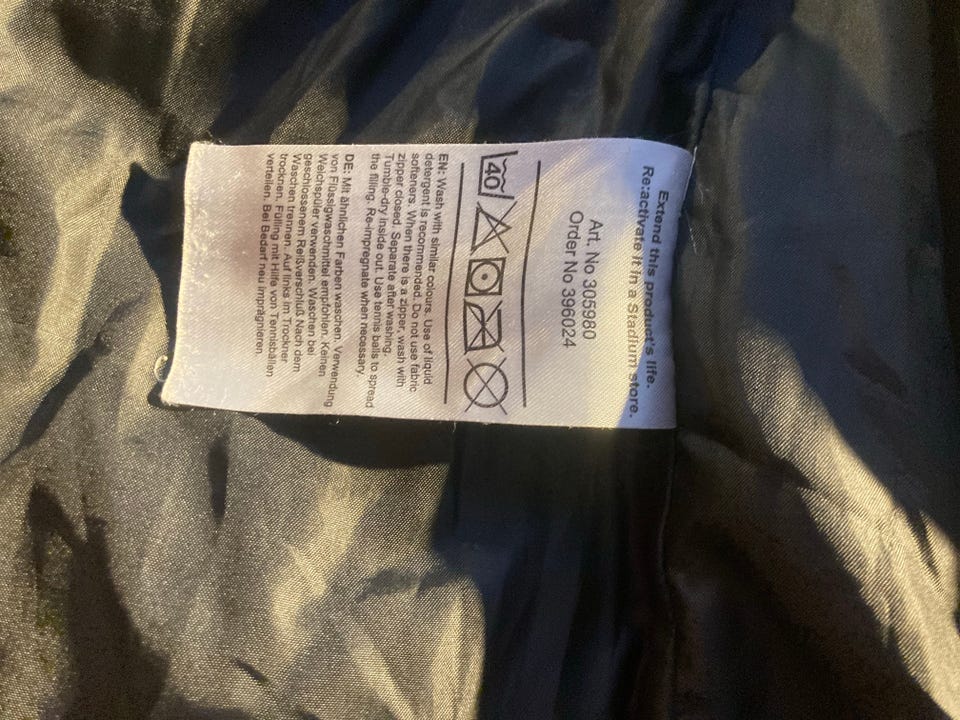 Extend this product's life.
Re:activate it in a Stadium store.
Art. No 305980
Order No 396024
40
EN: Wash with similar colours. Use of liquid
detergent is recommended. Do not use fabric
softeners. When there is a zipper, wash with
zipper closed. Separate after washing.
Tumble-dry inside out. Use tennis balls to spread
the filling. Re-impregnate when necessary.
DE: Mit ähnlichen Farben waschen. Verwendung
von Flüssigwaschmittel empfohlen. Keinen
Weichspüler verwenden. Waschen bei
geschlossenem Reißverschluß Nach dem
Waschen trennen. Auf links im Trockner
trocknen. Füllung mit Hilfe von Tennisbällen
verteilen. Bei Bedarf neu imprägnieren.